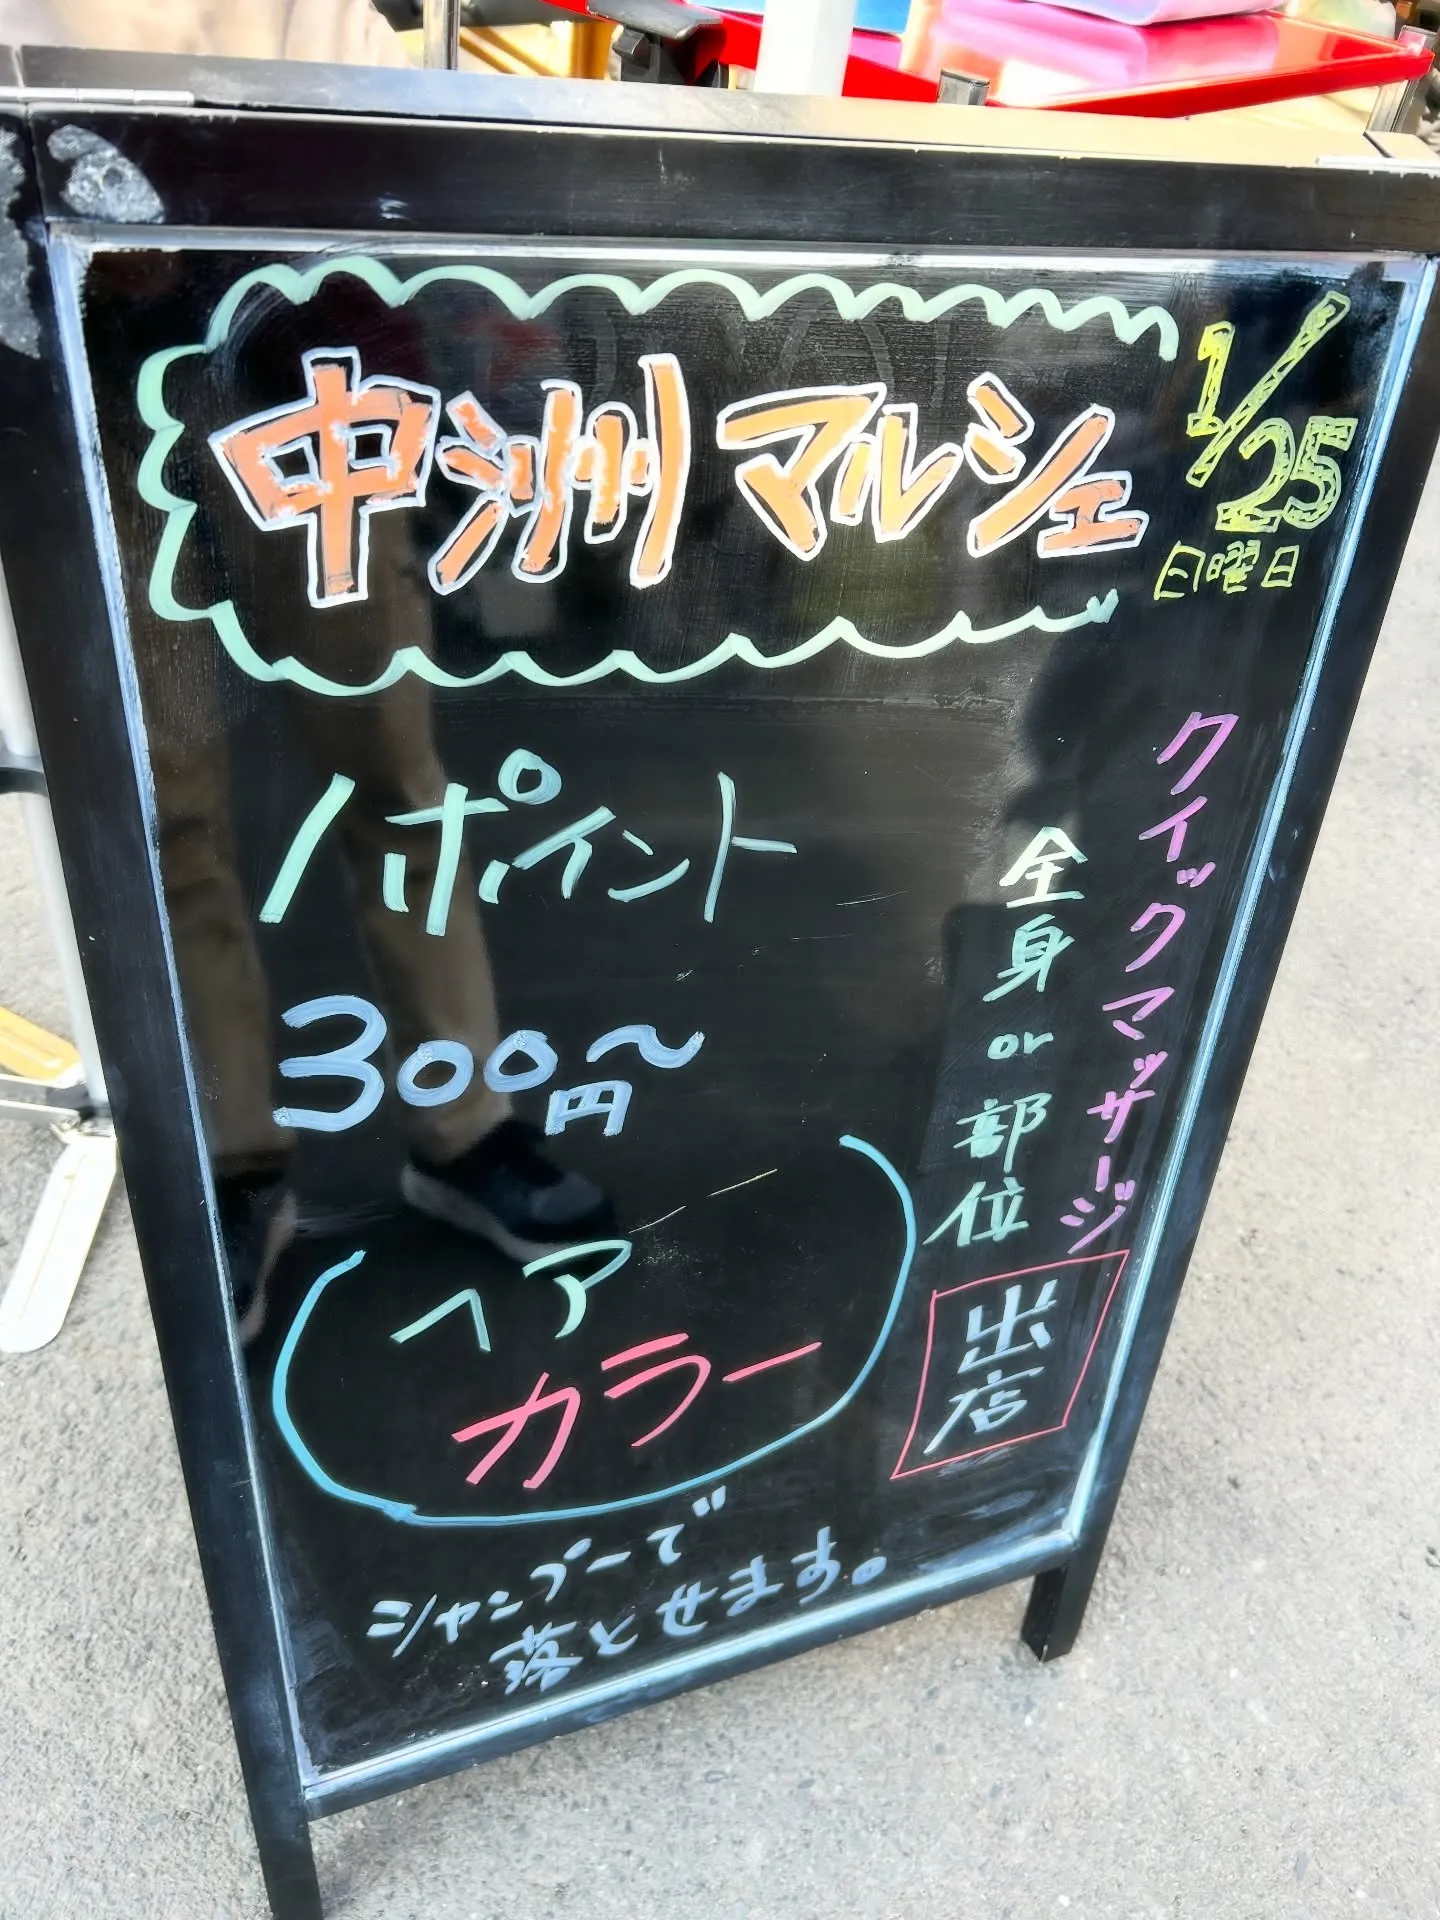 中洲マルシェ
1/25
日曜日
1ポイント
300円〜
ヘア
カラー
シャンプーで
落とせます。
クイックマッサージ
全身or部位
出店